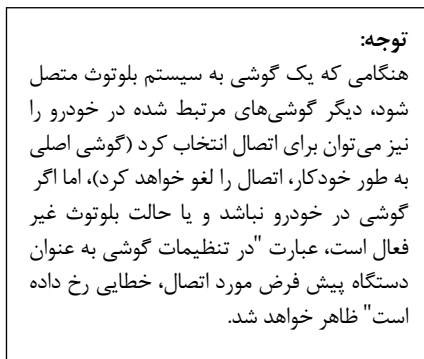 توجه:
هنگامی که یک گوشی به سیستم بلوتوث متصل
شود، دیگر گوشی‌های مرتبط شده در خودرو را
نیز می‌توان برای اتصال انتخاب کرد (گوشی اصلی
به طور خودکار، اتصال را لغو خواهد کرد)، اما اگر
گوشی در خودرو نباشد و یا حالت بلوتوث غیر
فعال است، عبارت "در تنظیمات گوشی به عنوان
دستگاه پیش فرض مورد اتصال، خطایی رخ داده
است" ظاهر خواهد شد.